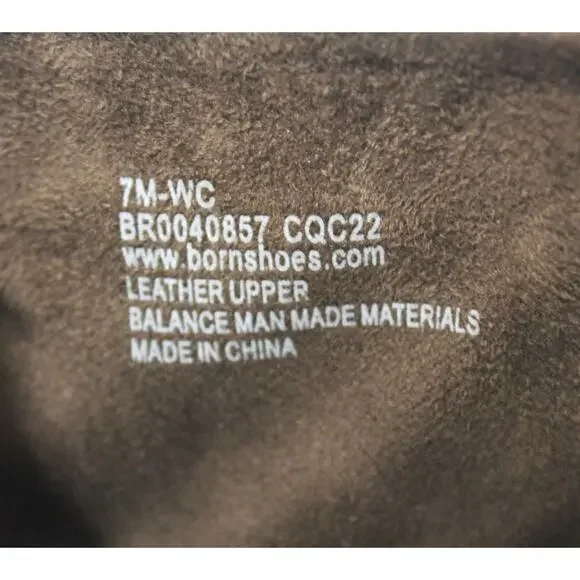 7M-WC
BR0040857 CQC22
www.bornshoes.com
LEATHER UPPER
BALANCE MAN MADE MATERIALS
MADE IN CHINA